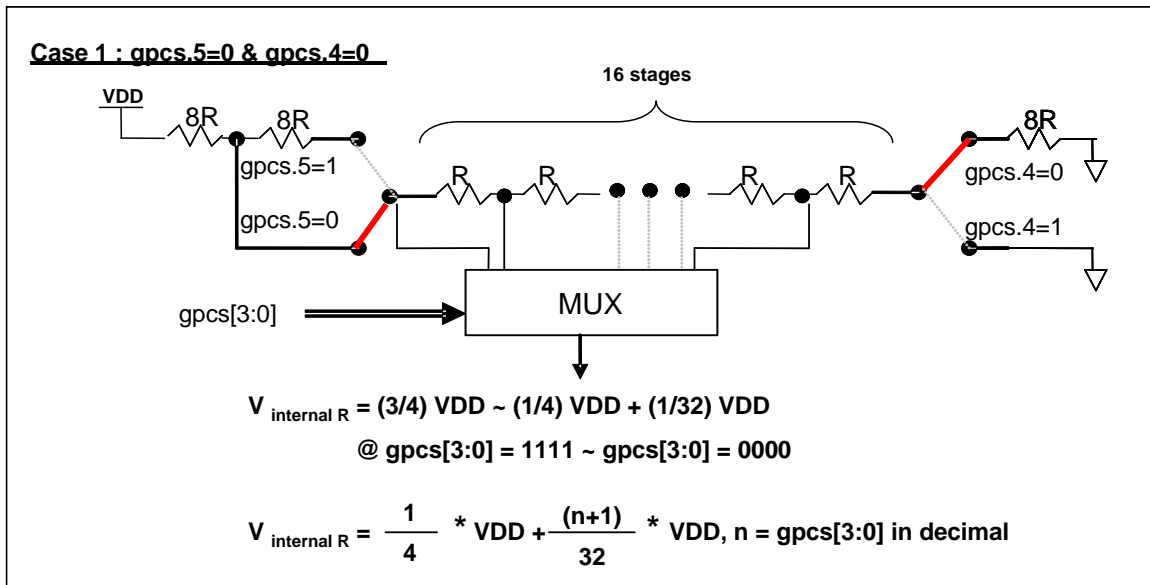 Case 1 : gpcs.5=0 & gpcs.4=0
16 stages
VDD
8R 8R 8R
gpcs.5=1 R R R R gpcs.4=0
gpcs.5=0 gpcs.4=1
MUX
gpcs[3:0]
V internal R = (3/4) VDD ~ (1/4) VDD + (1/32) VDD
@ gpcs[3:0] = 1111 ~ gpcs[3:0] = 0000
1 (n+1)
V internal R = * VDD + * VDD, n = gpcs[3:0] in decimal
4 32